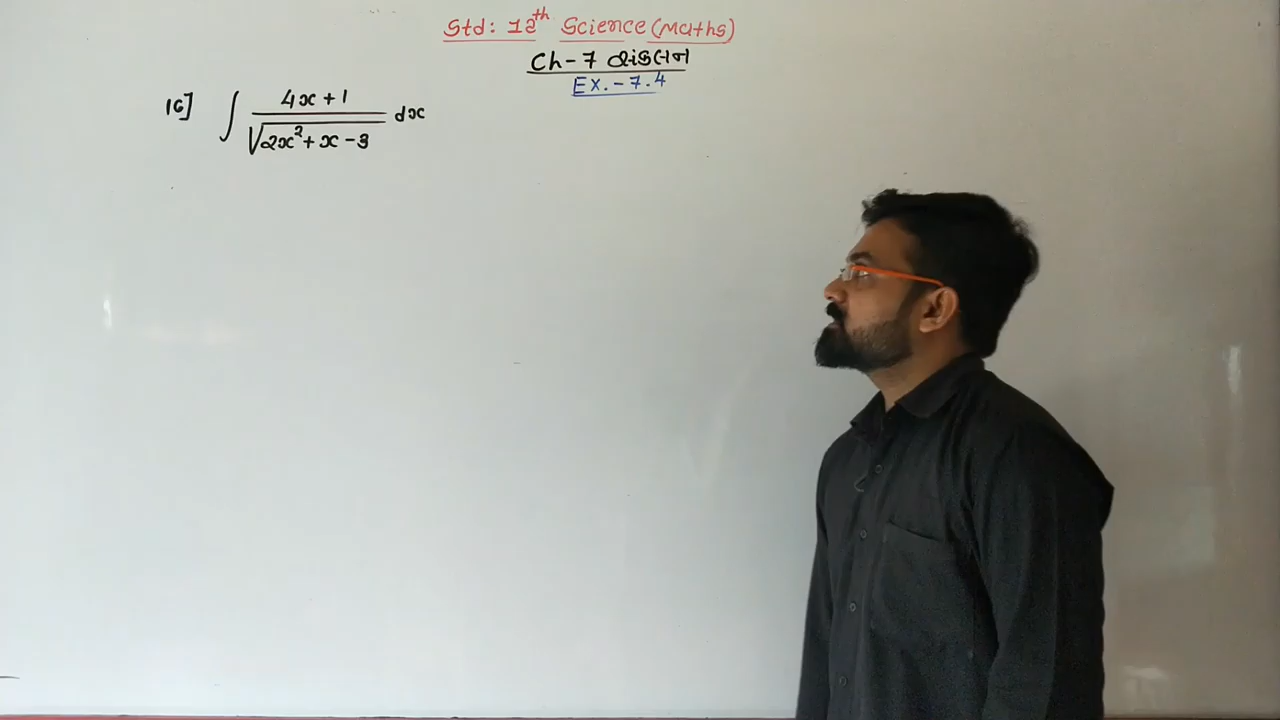 Std: 12th Science (Maths)
Ch-7 સંકલન
Ex.-7.4
16] ∫ (4x+1)/√(2x²+x-3) dx